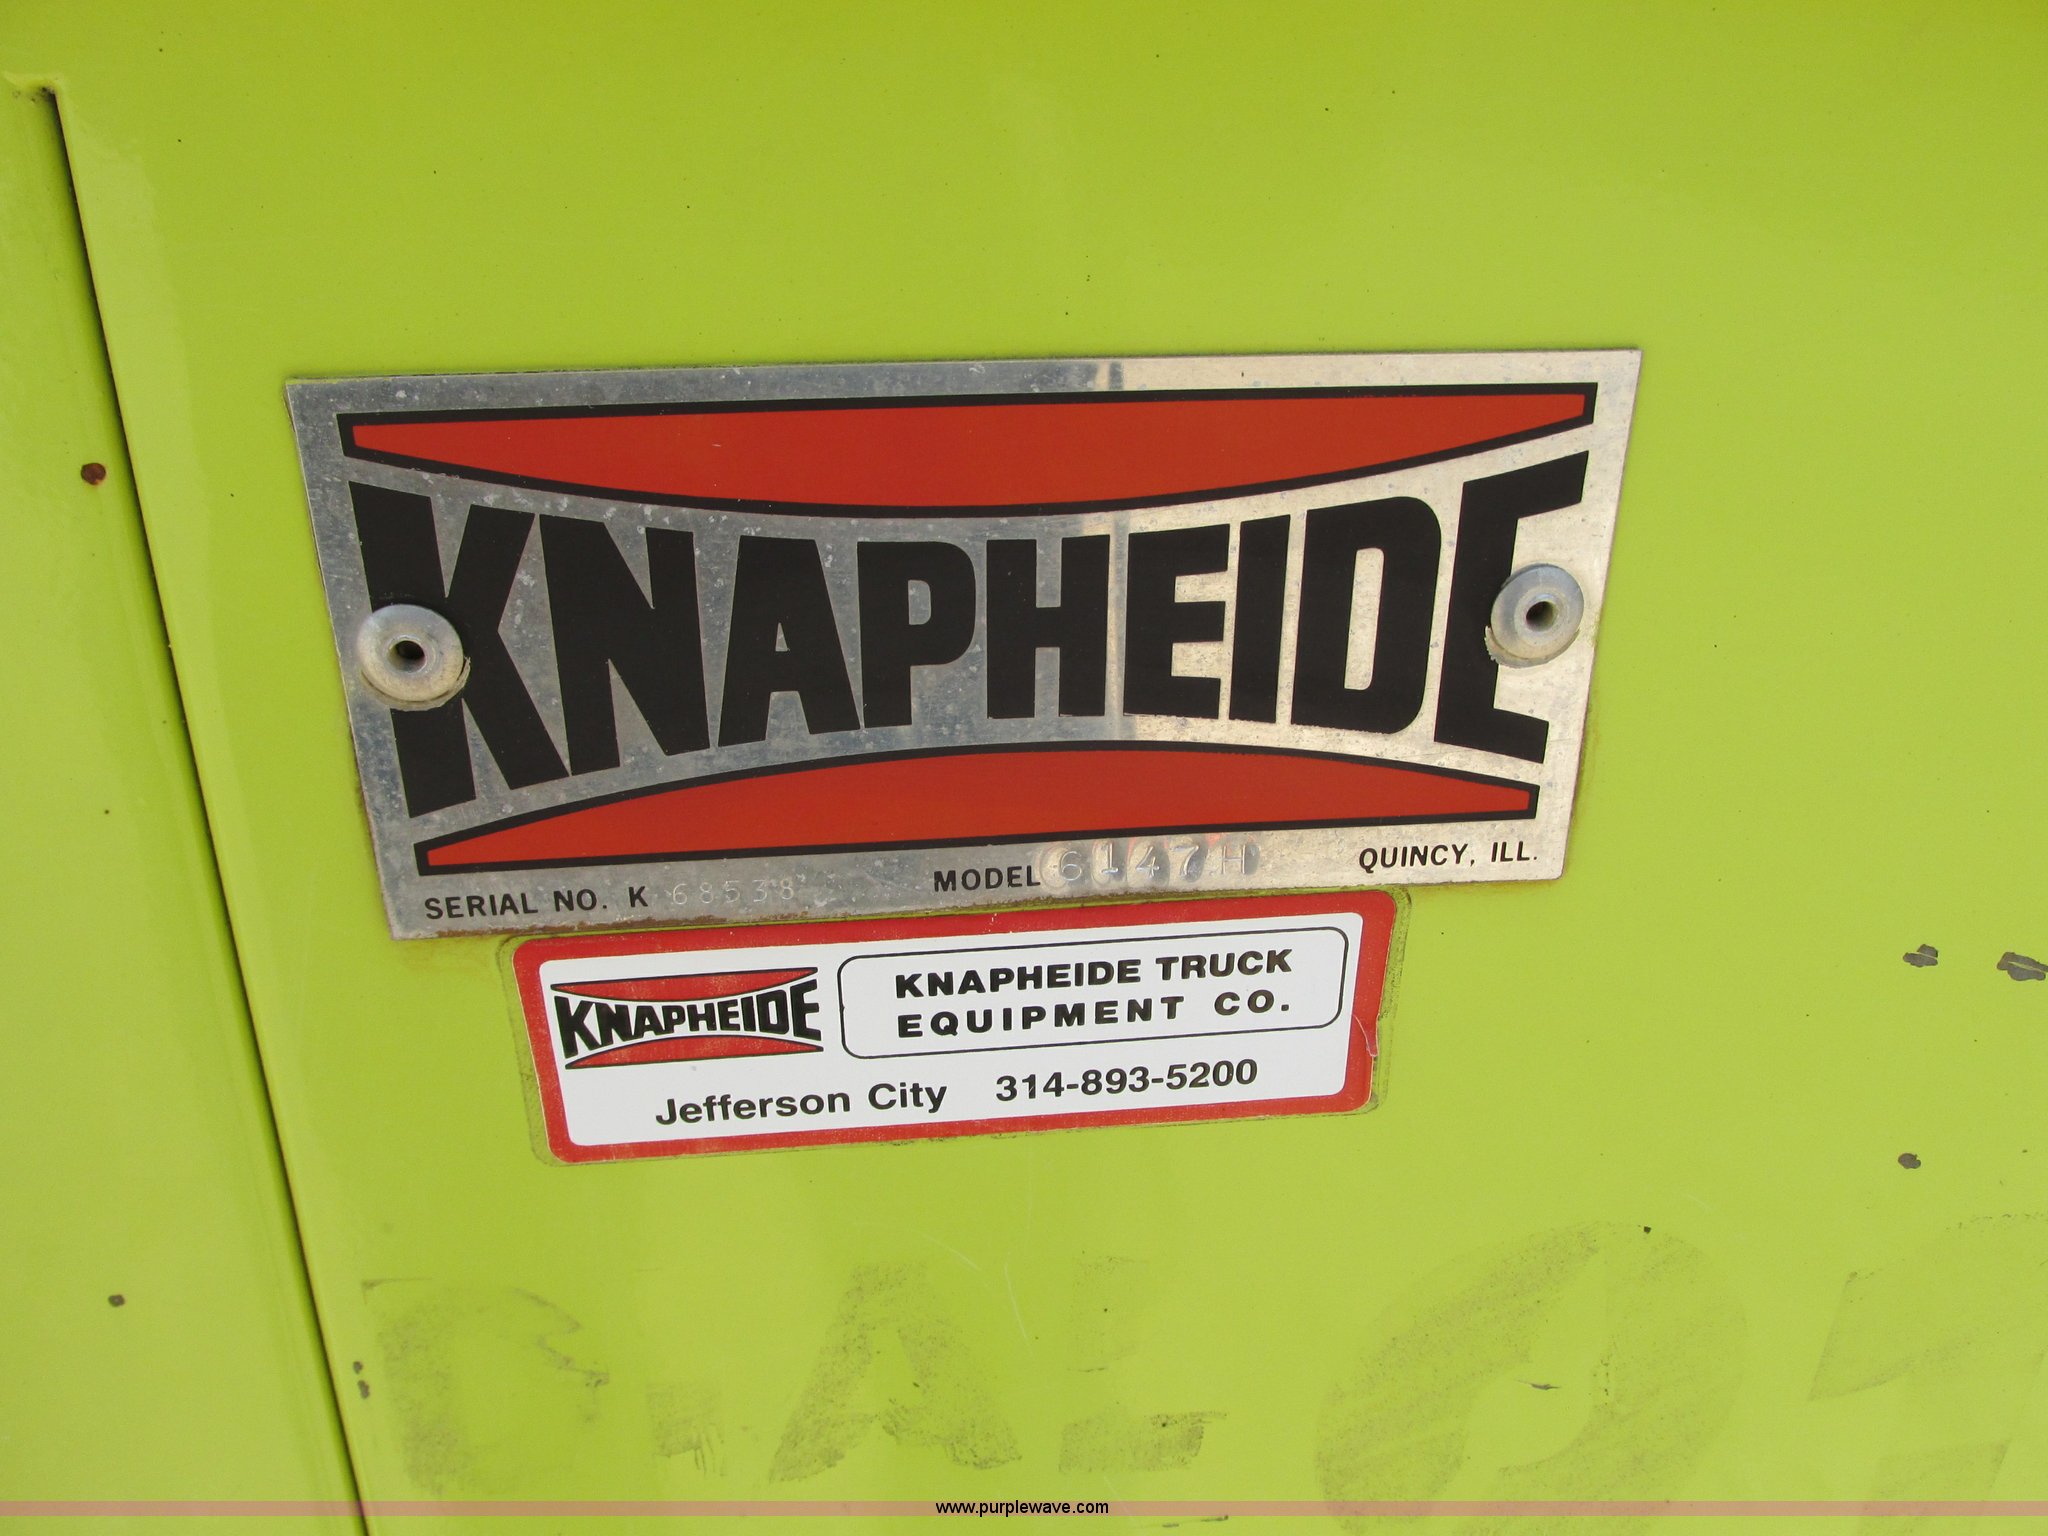 KNAPHEIDE
SERIAL NO. K 68538 MODEL 6147H QUINCY, ILL.
KNAPHEIDE
KNAPHEIDE TRUCK
EQUIPMENT CO.
Jefferson City 314-893-5200
www.purplewave.com